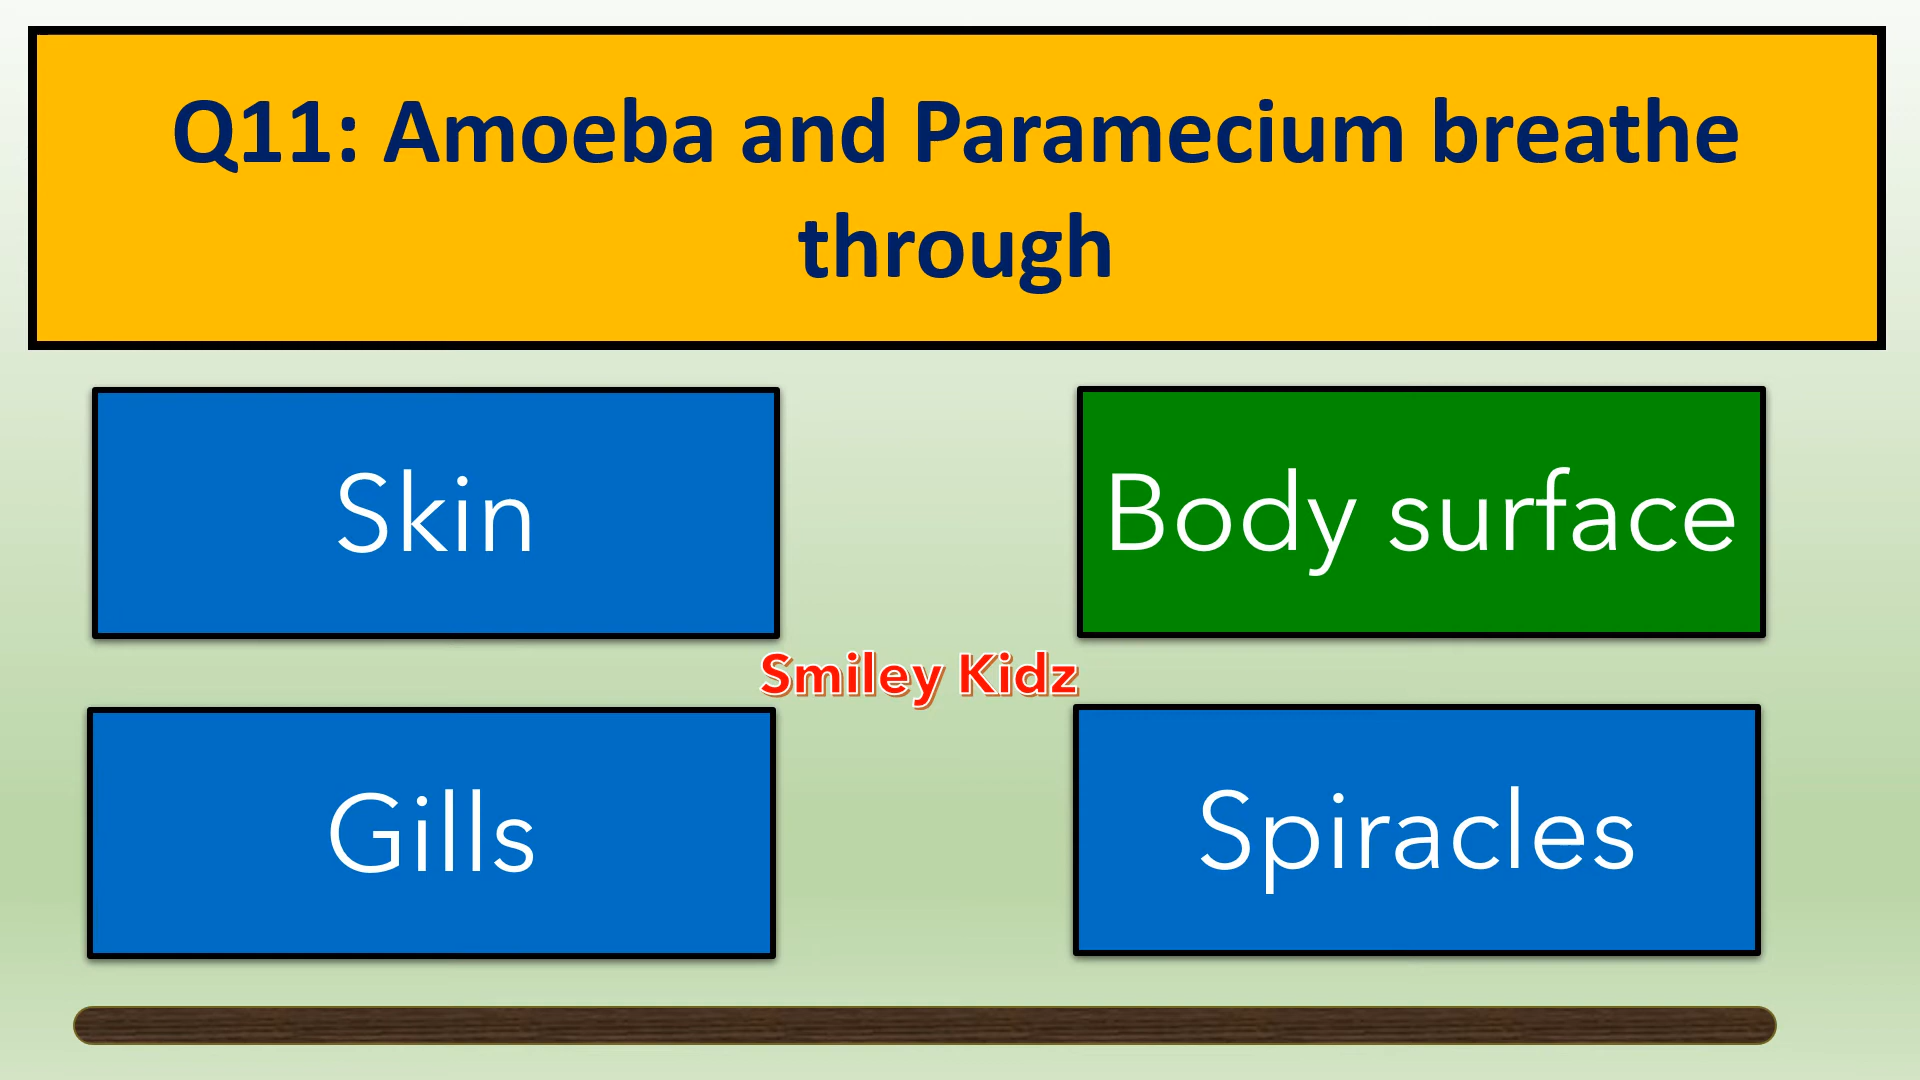 Q11: Amoeba and Paramecium breathe
through
Skin
Body surface
Smiley Kidz
Gills
Spiracles